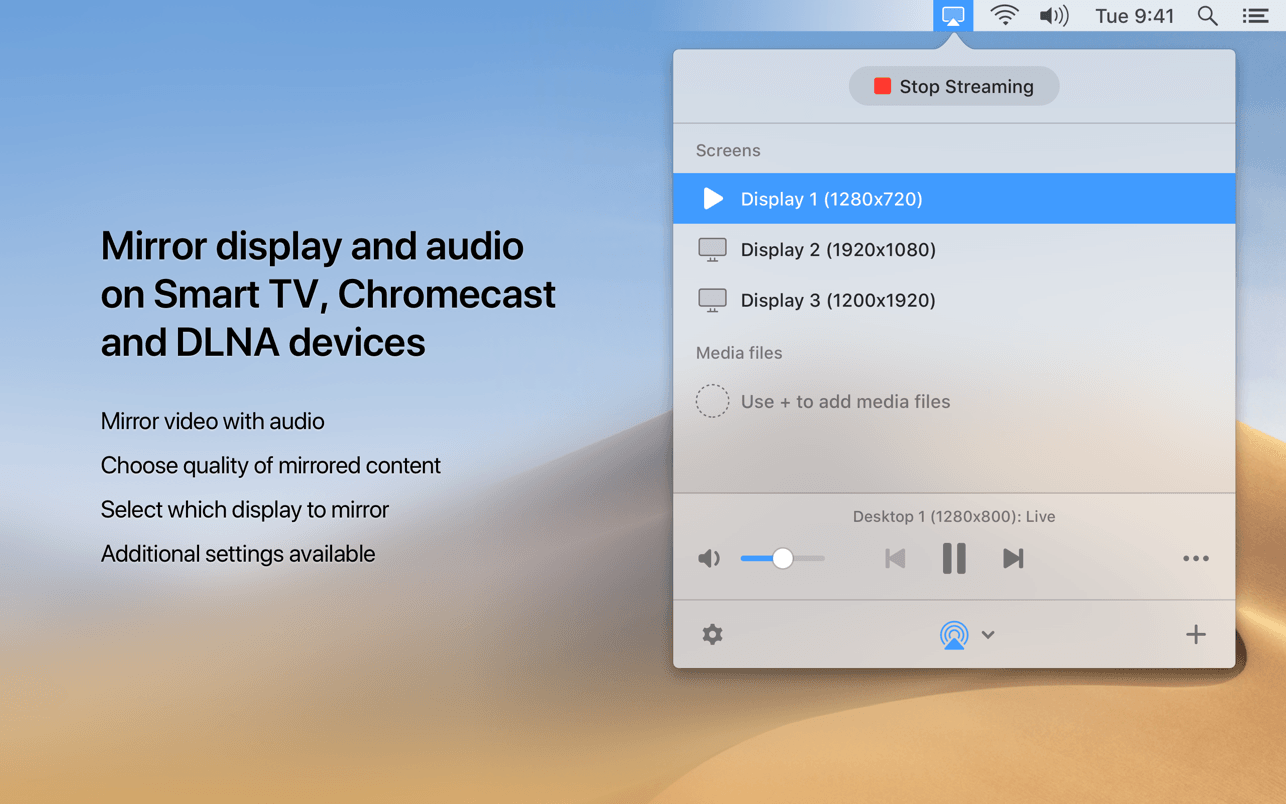 Tue 9:41
Stop Streaming
Screens
Display 1 (1280x720)
Display 2 (1920x1080)
Display 3 (1200x1920)
Media files
Use + to add media files
Desktop 1 (1280x800): Live
Mirror display and audio
on Smart TV, Chromecast
and DLNA devices
Mirror video with audio
Choose quality of mirrored content
Select which display to mirror
Additional settings available